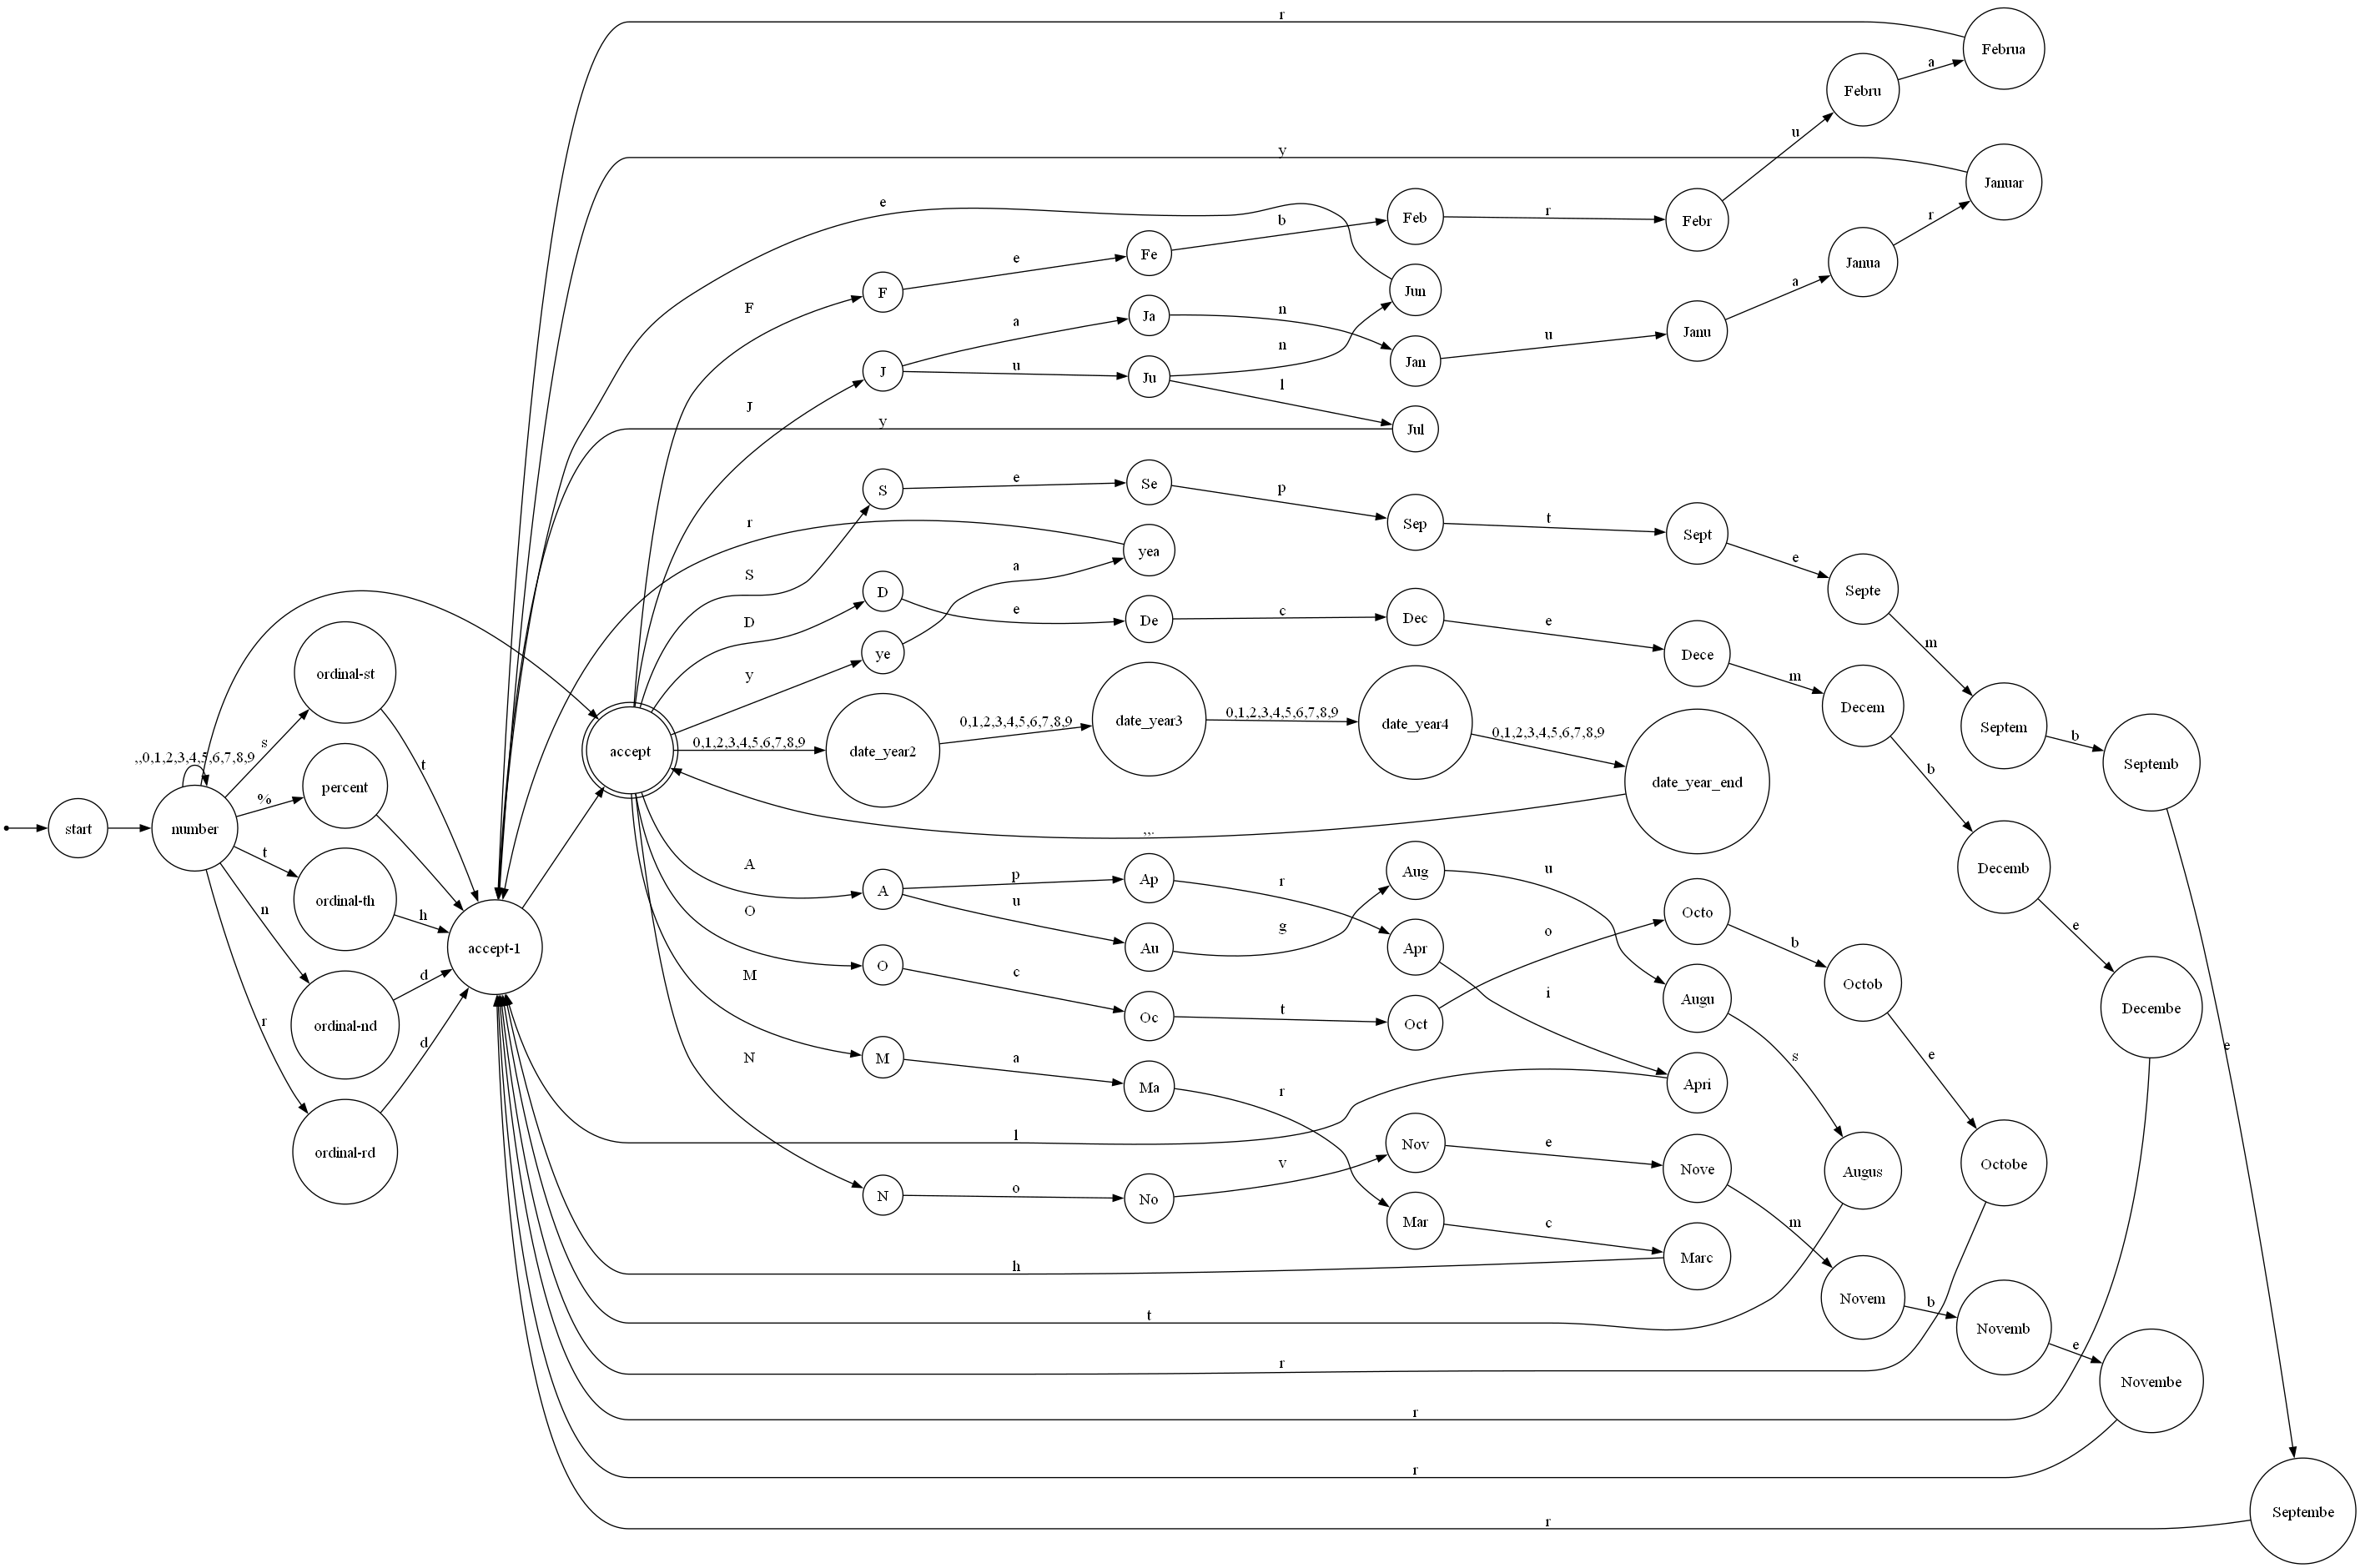 r
Februa
a
Febru
u
y
Januar
r
Janua
a
e
F
F
e
Fe
b
Feb
r
Febr
Jun
J
J
a
Ja
n
Jan
u
Janu
u
Ju
n
l
Jul
y
S
S
e
Se
p
Sep
t
Sept
e
Septe
m
Septem
b
Septemb
e
Septembe
r
r
yea
a
D
D
e
De
c
Dec
e
Dece
m
Decem
b
Decemb
e
Decembe
r
y
ye
accept
0,1,2,3,4,5,6,7,8,9
date_year2
0,1,2,3,4,5,6,7,8,9
date_year3
0,1,2,3,4,5,6,7,8,9
date_year4
0,1,2,3,4,5,6,7,8,9
date_year_end
,,.
start
number
,,0,1,2,3,4,5,6,7,8,9
s
ordinal-st
t
%
percent
t
ordinal-th
h
n
ordinal-nd
d
r
ordinal-rd
d
accept-1
A
A
p
Ap
r
Apr
i
Apri
l
u
Au
g
Aug
u
Augu
s
Augus
t
O
O
c
Oc
t
Oct
o
Octo
b
Octob
e
Octobe
r
M
M
a
Ma
r
Mar
c
Marc
h
N
N
o
No
v
Nov
e
Nove
m
Novem
b
Novemb
e
Novembe
r